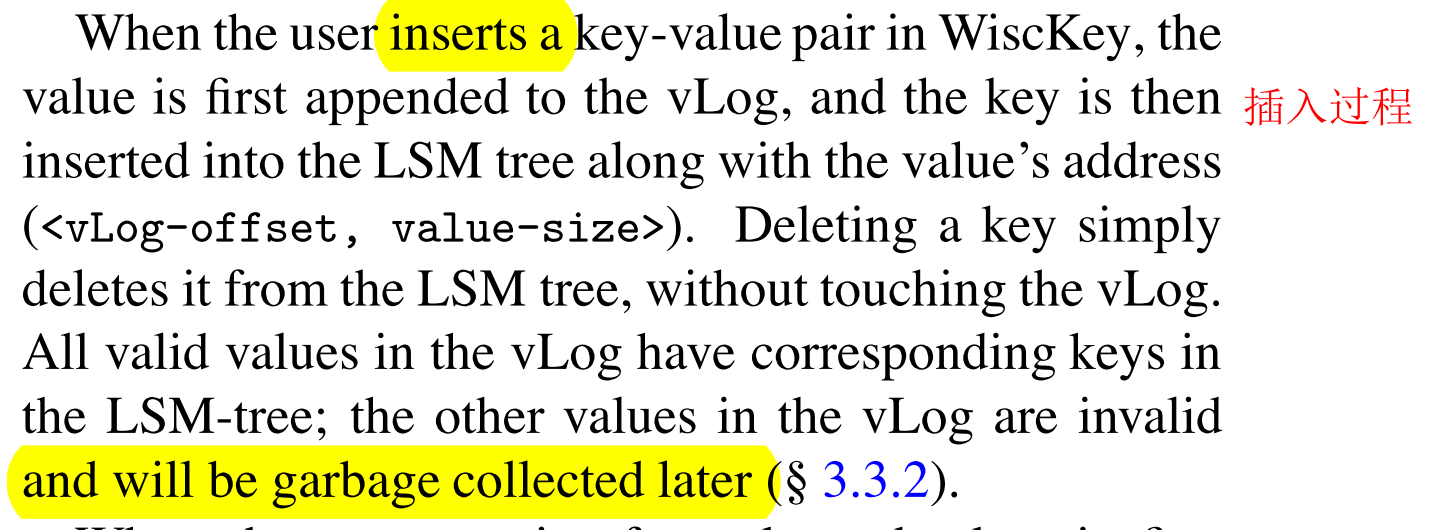 When the user inserts a key-value pair in WiscKey, the
value is first appended to the vLog, and the key is then
插入过程
inserted into the LSM tree along with the value's address
(<vLog-offset, value-size>). Deleting a key simply
deletes it from the LSM tree, without touching the vLog.
All valid values in the vLog have corresponding keys in
the LSM-tree; the other values in the vLog are invalid
and will be garbage collected later (§ 3.3.2).